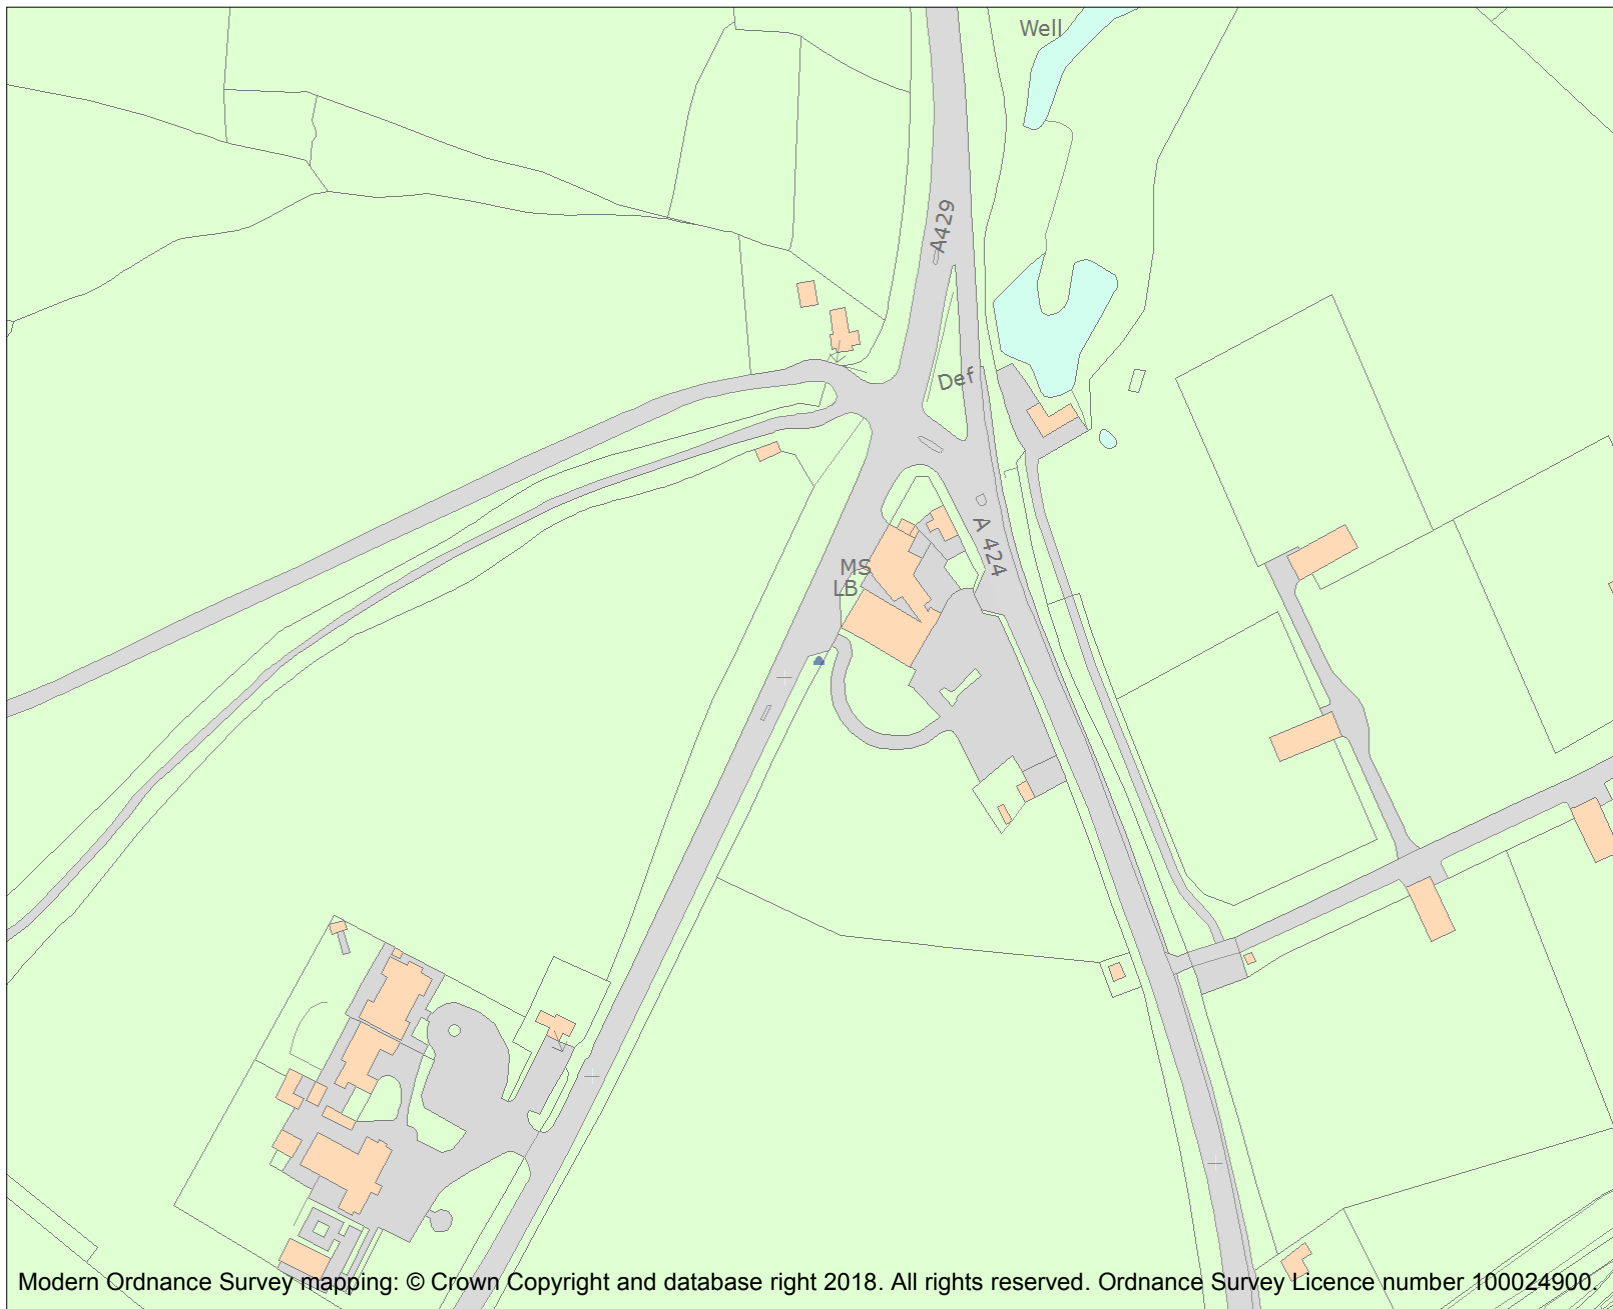 Well
A429
Def
A 424
MS
LB
Modern Ordnance Survey mapping: © Crown Copyright and database right 2018. All rights reserved. Ordnance Survey Licence number 100024900.